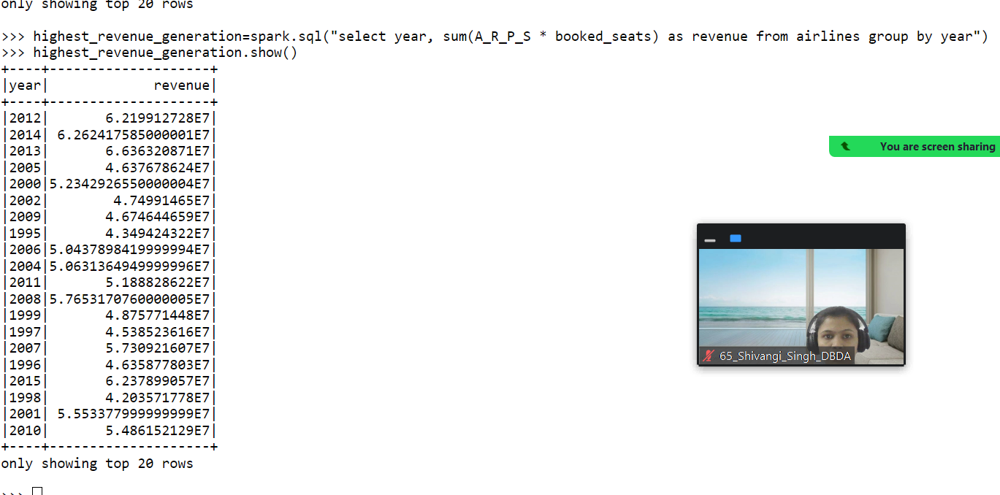 only showing top 20 rows
>>> highest_revenue_generation=spark.sql("select year, sum(A_R_P_S * booked_seats) as revenue from airlines group by year")
>>> highest_revenue_generation.show()
+----+--------------------+
|year|             revenue|
+----+--------------------+
|2012|       6.219912728E7|
|2014| 6.262417585000001E7|
|2013|       6.636320871E7|
|2005|       4.637678624E7|
|2000|5.2342926550000004E7|
|2002|        4.74991465E7|
|2009|       4.674644659E7|
|1995|       4.349424322E7|
|2006|5.0437898419999994E7|
|2004|5.0631364949999996E7|
|2011|       5.188828622E7|
|2008|5.7653170760000005E7|
|1999|       4.875771448E7|
|1997|       4.538523616E7|
|2007|       5.730921607E7|
|1996|       4.635877803E7|
|2015|       6.237899057E7|
|1998|       4.203571778E7|
|2001| 5.553377999999999E7|
|2010|       5.486152129E7|
+----+--------------------+
only showing top 20 rows
>>>
You are screen sharing
65_Shivangi_Singh_DBDA